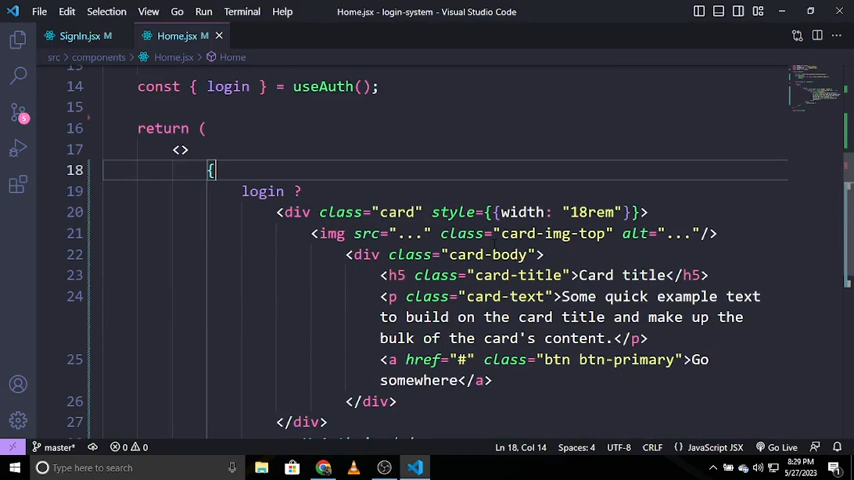 File Edit Selection View Go Run Terminal Help Home.jsx - login-system - Visual Studio Code
SignIn.jsx M Home.jsx M
src > components > Home.jsx > Home
14 const { login } = useAuth();
15
16 return (
17 <>
18 {
19 login ?
20 <div class="card" style={{width: "18rem"}}>
21 <img src="..." class="card-img-top" alt="..."/>
22 <div class="card-body">
23 <h5 class="card-title">Card title</h5>
24 <p class="card-text">Some quick example text
to build on the card title and make up the
bulk of the card's content.</p>
25 <a href="#" class="btn btn-primary">Go
somewhere</a>
26 </div>
27 </div>
5
master* 0 0 Ln 18, Col 14 Spaces: 4 UTF-8 CRLF { } JavaScript JSX Go Live
Type here to search 8:29 PM
5/27/2023